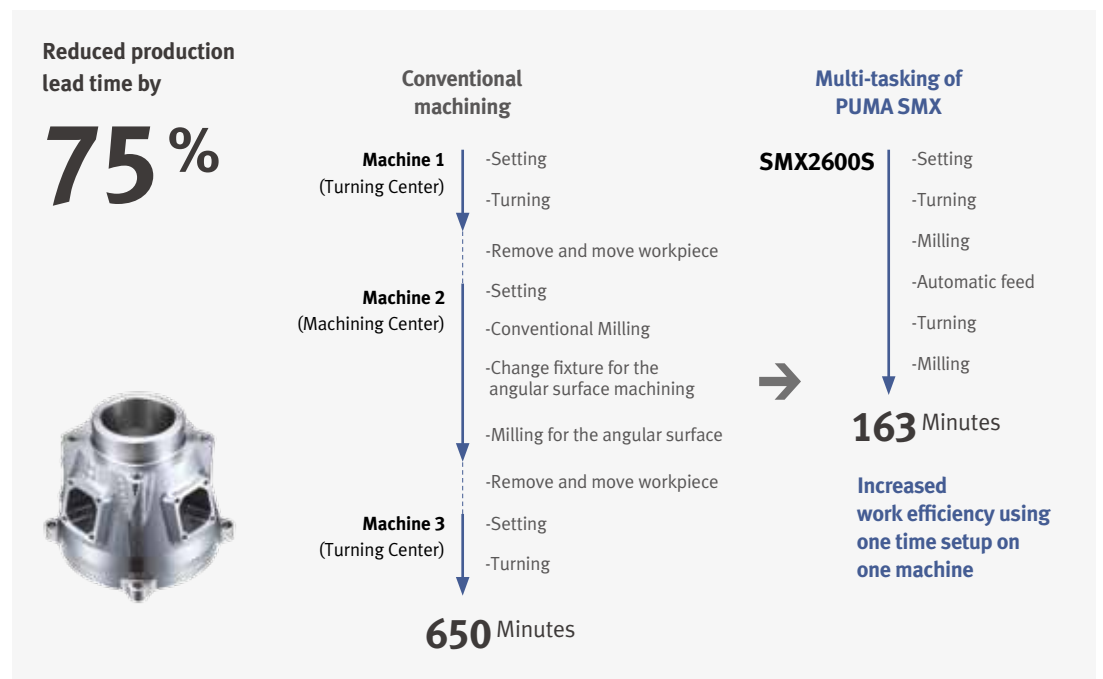 Reduced production
lead time by
75 %
Conventional
machining
Machine 1
(Turning Center)
-Setting
-Turning
-Remove and move workpiece
Machine 2
(Machining Center)
-Setting
-Conventional Milling
-Change fixture for the
angular surface machining
-Milling for the angular surface
-Remove and move workpiece
Machine 3
(Turning Center)
-Setting
-Turning
650 Minutes
Multi-tasking of
PUMA SMX
SMX2600S
-Setting
-Turning
-Milling
-Automatic feed
-Turning
-Milling
163 Minutes
Increased
work efficiency using
one time setup on
one machine